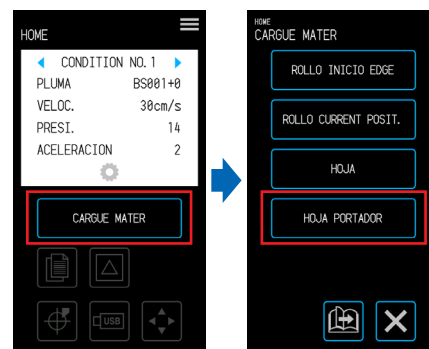 HOME
CONDITION NO.1
PLUMA BS001+0
VELOC. 30cm/s
PRESI. 14
ACELERACION 2
CARGUE MATER
USB
HOME
CARGUE MATER
ROLLO INICIO EDGE
ROLLO CURRENT POSIT.
HOJA
HOJA PORTADOR